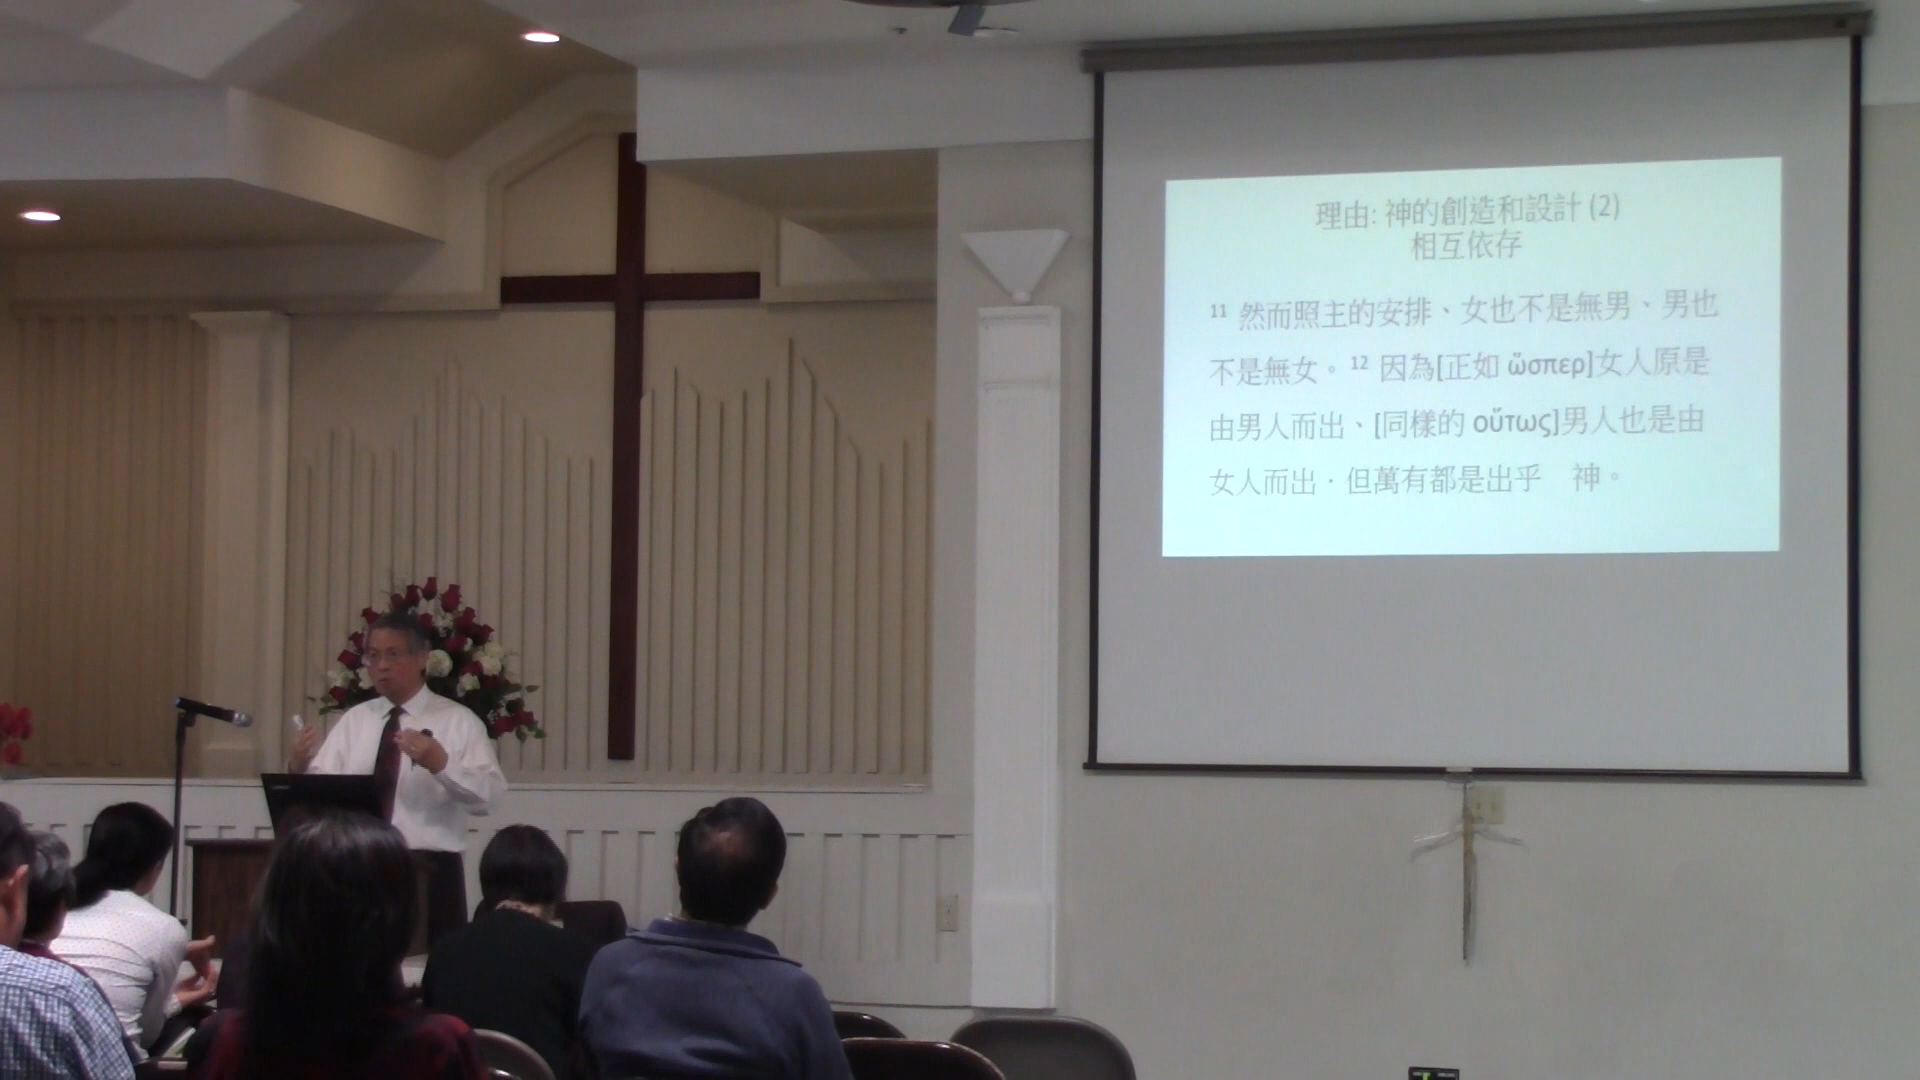 理由: 神的創造和設計 (2)
相互依存
11 然而照主的安排、女也不是無男、男也
不是無女。12 因為[正如 ὥσπερ]女人原是
由男人而出、[同樣的 οὕτως]男人也是由
女人而出．但萬有都是出乎　神。